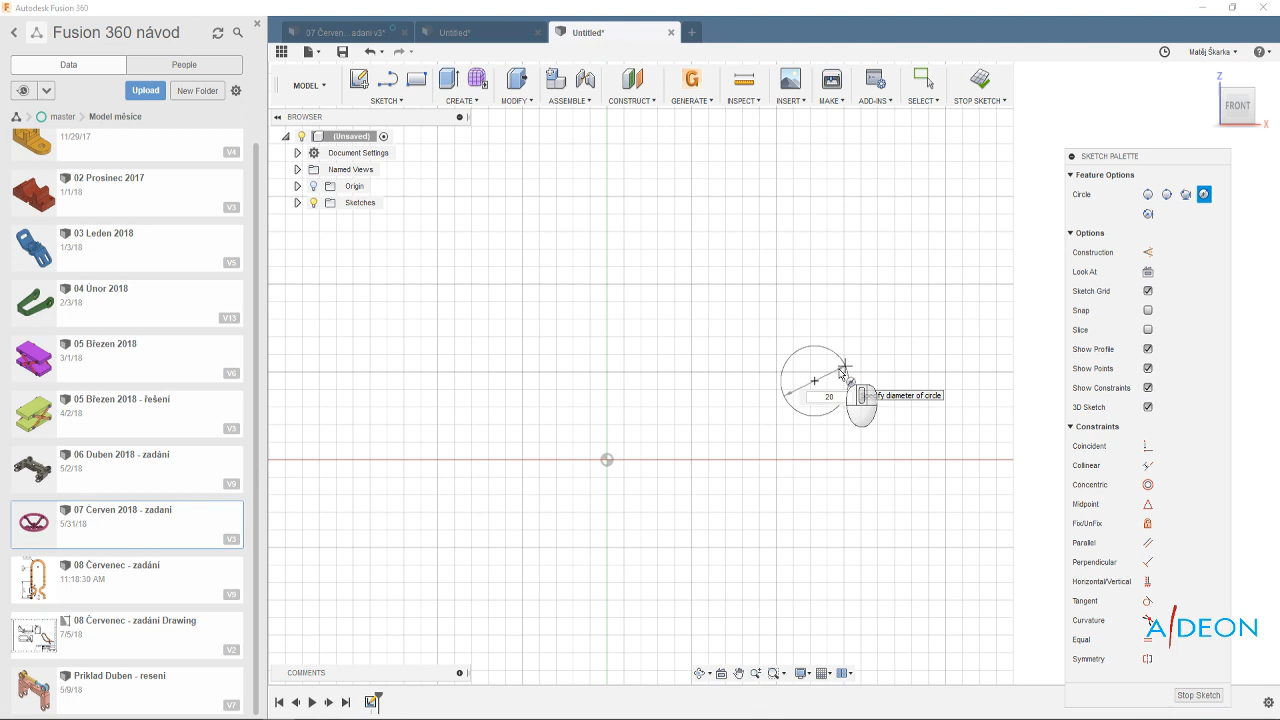 Autodesk Fusion 360
Fusion 360 návod
Data
People
Upload
New Folder
Model měsíce
11/29/17
V4
02 Prosinec 2017
1/1/18
V3
03 Leden 2018
1/3/18
V5
04 Únor 2018
2/3/18
V13
05 Březen 2018
3/1/18
V5
05 Březen 2018 - řešení
4/2/18
V3
06 Duben 2018 - zadání
5/2/18
V9
07 Červen 2018 - zadaní
5/31/18
V3
08 Červenec - zadání
11:18:30 AM
V9
08 Červenec - zadání Drawing
7/5/18
V2
Příklad Duben řešení
5/9/18
V7
07 Červen... adaní v3*
Untitled*
Untitled*
Matěj Škarka
MODEL
SKETCH
CREATE
MODIFY
ASSEMBLE
CONSTRUCT
GENERATE
INSPECT
INSERT
MAKE
ADD-INS
SELECT
STOP SKETCH
BROWSER
(Unsaved)
Document Settings
Named Views
Origin
Sketches
Z
FRONT
X
20
diameter of circle
SKETCH PALETTE
Feature Options
Circle
Options
Construction
Look At
Sketch Grid
Snap
Slice
Show Profile
Show Points
Show Constraints
3D Sketch
Constraints
Coincident
Collinear
Concentric
Midpoint
Fix/UnFix
Parallel
Perpendicular
Horizontal/Vertical
Tangent
Curvature
Equal
Symmetry
ADEON
Stop Sketch
COMMENTS